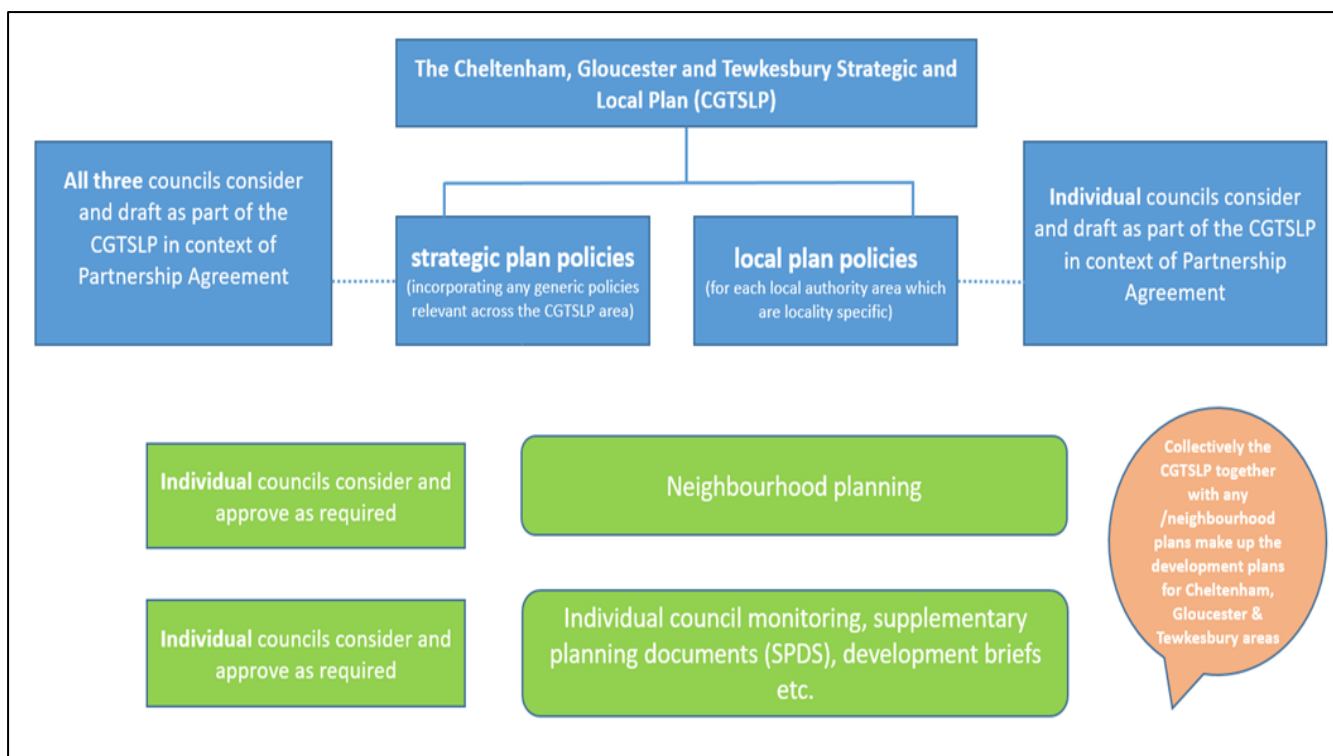 The Cheltenham, Gloucester and Tewkesbury Strategic and
Local Plan (CGTSLP)
All three councils consider
and draft as part of the
CGTSLP in context of
Partnership Agreement
strategic plan policies
(incorporating any generic policies
relevant across the CGTSLP area)
local plan policies
(for each local authority area which
are locality specific)
Individual councils consider
and draft as part of the CGTSLP
in context of Partnership
Agreement
Individual councils consider and
approve as required
Neighbourhood planning
Collectively the
CGTSLP together
with any
/neighbourhood
plans make up the
development plans
for Cheltenham,
Gloucester &
Tewkesbury areas
Individual councils consider and
approve as required
Individual council monitoring, supplementary
planning documents (SPDS), development briefs
etc.